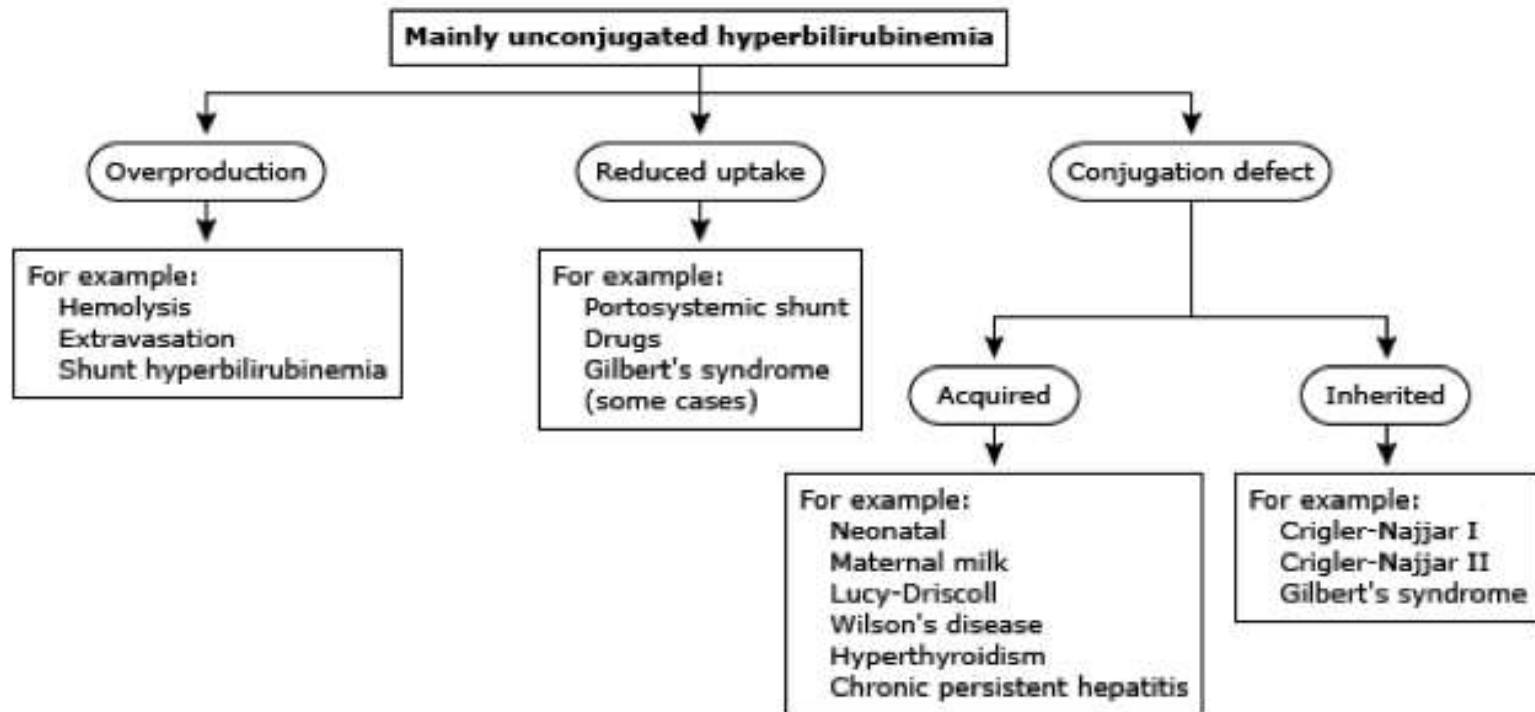 Mainly unconjugated hyperbilirubinemia
Overproduction
Reduced uptake
Conjugation defect
For example:
Hemolysis
Extravasation
Shunt hyperbilirubinemia
For example:
Portosystemic shunt
Drugs
Gilbert's syndrome
(some cases)
Acquired
Inherited
For example:
Neonatal
Maternal milk
Lucy-Driscoll
Wilson's disease
Hyperthyroidism
Chronic persistent hepatitis
For example:
Crigler-Najjar I
Crigler-Najjar II
Gilbert's syndrome